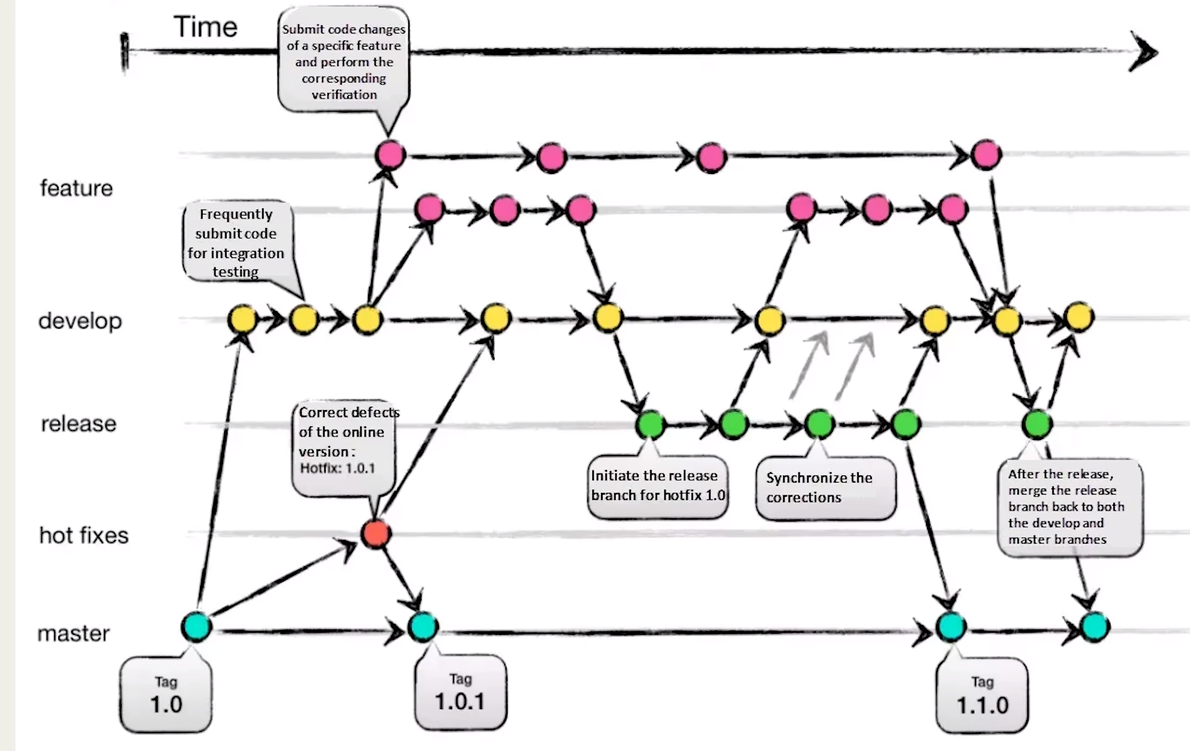 Time
Submit code changes
of a specific feature
and perform the
corresponding
verification
feature
Frequently
submit code
for integration
testing
develop
release
Correct defects
of the online
version :
Hotfix: 1.0.1
Initiate the release
branch for hotfix 1.0
Synchronize the
corrections
After the release,
merge the release
branch back to both
the develop and
master branches
hot fixes
master
Tag
1.0
Tag
1.0.1
Tag
1.1.0